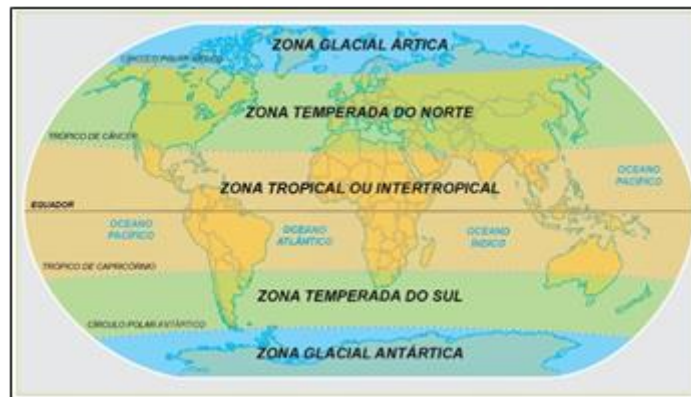 ZONA GLACIAL ÁRTICA
CÍRCULO POLAR ÁRTICO
ZONA TEMPERADA DO NORTE
TRÓPICO DE CÂNCER
OCEANO
PACÍFICO
ZONA TROPICAL OU INTERTROPICAL
EQUADOR
OCEANO
PACÍFICO
OCEANO
ATLÂNTICO
OCEANO
ÍNDICO
TRÓPICO DE CAPRICÓRNIO
ZONA TEMPERADA DO SUL
CÍRCULO POLAR ANTÁRTICO
ZONA GLACIAL ANTÁRTICA